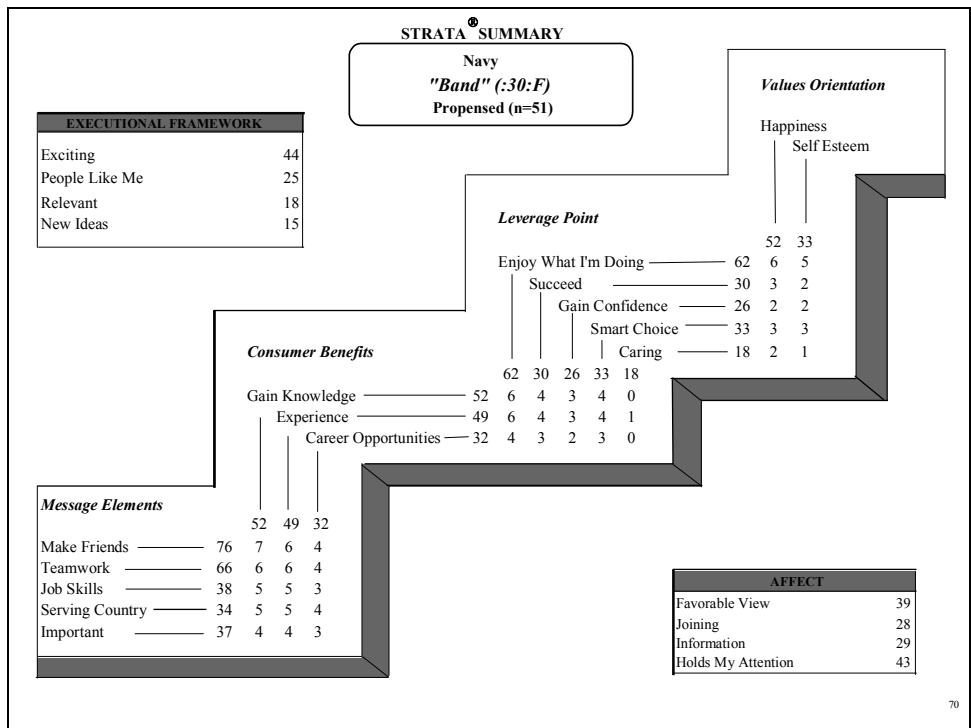 STRATA® SUMMARY
Navy
"Band" (:30:F)
Propensed (n=51)
EXECUTIONAL FRAMEWORK
Exciting 44
People Like Me 25
Relevant 18
New Ideas 15
Values Orientation
Happiness
Self Esteem
Leverage Point
52 33
Enjoy What I'm Doing 62 6 5
Succeed 30 3 2
Gain Confidence 26 2 2
Smart Choice 33 3 3
Caring 18 2 1
Consumer Benefits
62 30 26 33 18
Gain Knowledge 52 6 4 3 4 0
Experience 49 6 4 3 4 1
Career Opportunities 32 4 3 2 3 0
Message Elements
52 49 32
Make Friends 76 7 6 4
Teamwork 66 6 6 4
Job Skills 38 5 5 3
Serving Country 34 5 5 4
Important 37 4 4 3
AFFECT
Favorable View 39
Joining 28
Information 29
Holds My Attention 43
70